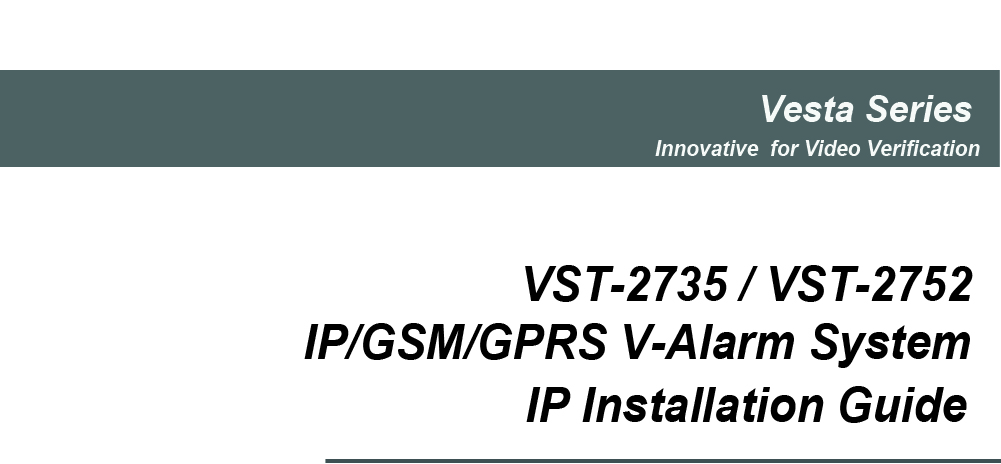 Vesta Series
Innovative  for Video Verification
VST-2735 / VST-2752
IP/GSM/GPRS V-Alarm System
IP Installation Guide